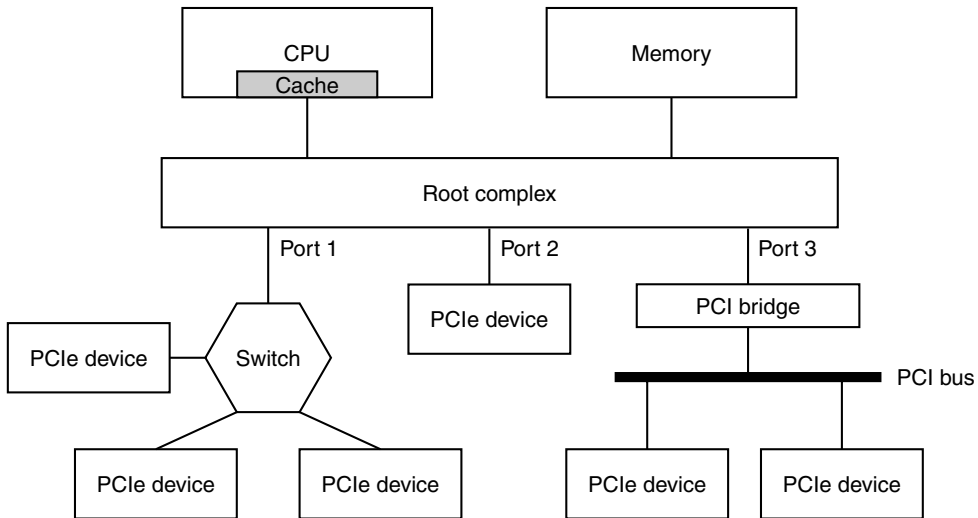 CPU
Cache
Memory
Root complex
Port 1
Port 2
Port 3
PCIe device
PCI bridge
PCIe device
Switch
PCI bus
PCIe device
PCIe device
PCIe device
PCIe device